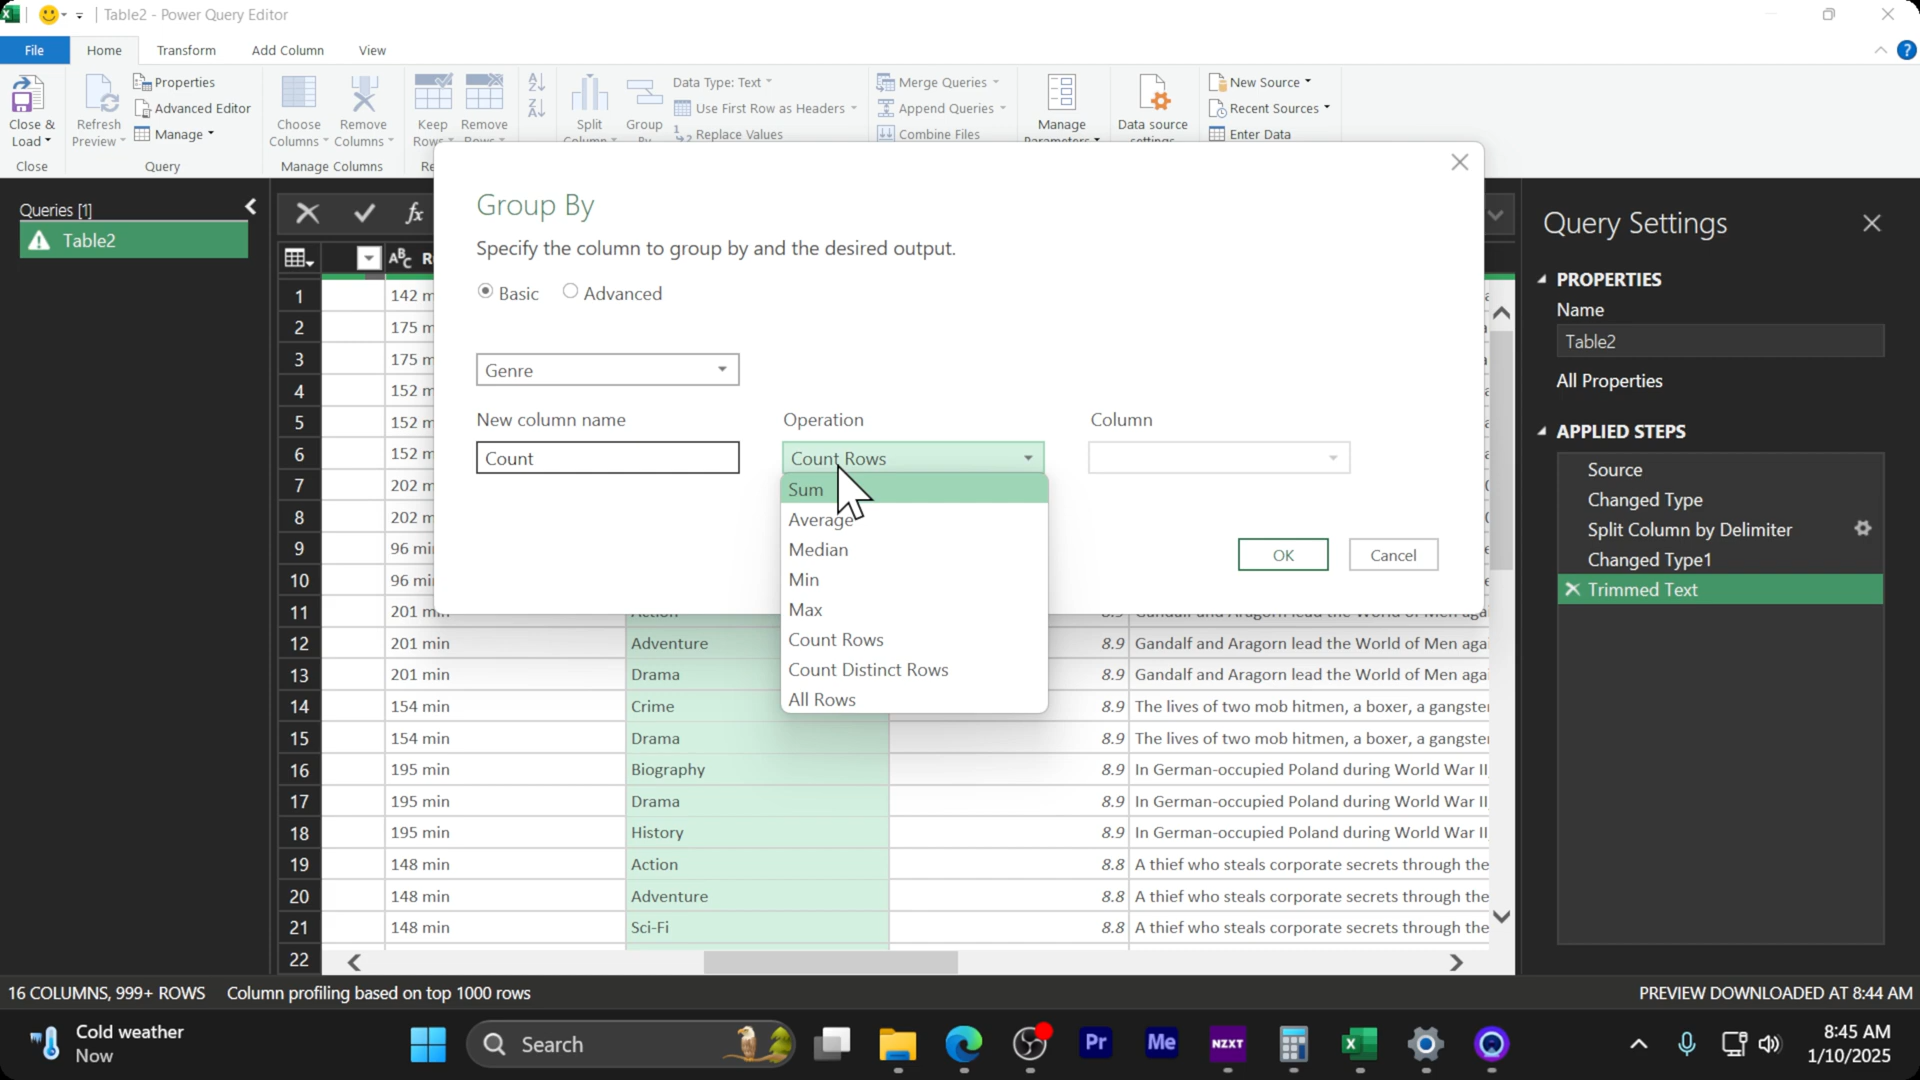 Table2 - Power Query Editor
File Home Transform Add Column View
Close & Load
Close
Refresh Preview
Properties
Advanced Editor
Manage
Query
Choose Columns
Remove Columns
Manage Columns
Keep Rows
Remove Rows
Split Column
Group By
Data Type: Text
Use First Row as Headers
Replace Values
Merge Queries
Append Queries
Combine Files
Manage Parameters
Data source settings
New Source
Recent Sources
Enter Data
Queries [1]
Table2
fx
Group By
Specify the column to group by and the desired output.
Basic Advanced
Genre
New column name Operation Column
Count Count Rows
Sum
Average
Median
Min
Max
Count Rows
Count Distinct Rows
All Rows
OK Cancel
1 142 m
2 175 m
3 175 m
4 152 m
5 152 m
6 152 m
7 202 m
8 202 m
9 96 mi
10 96 mi
11 201 m
12 201 min Adventure 8.9 Gandalf and Aragorn lead the World of Men aga
13 201 min Drama 8.9 Gandalf and Aragorn lead the World of Men aga
14 154 min Crime 8.9 The lives of two mob hitmen, a boxer, a gangste
15 154 min Drama 8.9 The lives of two mob hitmen, a boxer, a gangste
16 195 min Biography 8.9 In German-occupied Poland during World War II
17 195 min Drama 8.9 In German-occupied Poland during World War II
18 195 min History 8.9 In German-occupied Poland during World War II
19 148 min Action 8.8 A thief who steals corporate secrets through the
20 148 min Adventure 8.8 A thief who steals corporate secrets through the
21 148 min Sci-Fi 8.8 A thief who steals corporate secrets through the
22
Query Settings
PROPERTIES
Name
Table2
All Properties
APPLIED STEPS
Source
Changed Type
Split Column by Delimiter
Changed Type1
Trimmed Text
16 COLUMNS, 999+ ROWS Column profiling based on top 1000 rows PREVIEW DOWNLOADED AT 8:44 AM
Cold weather
Now
Search
Pr
Me
NZXT
8:45 AM
1/10/2025